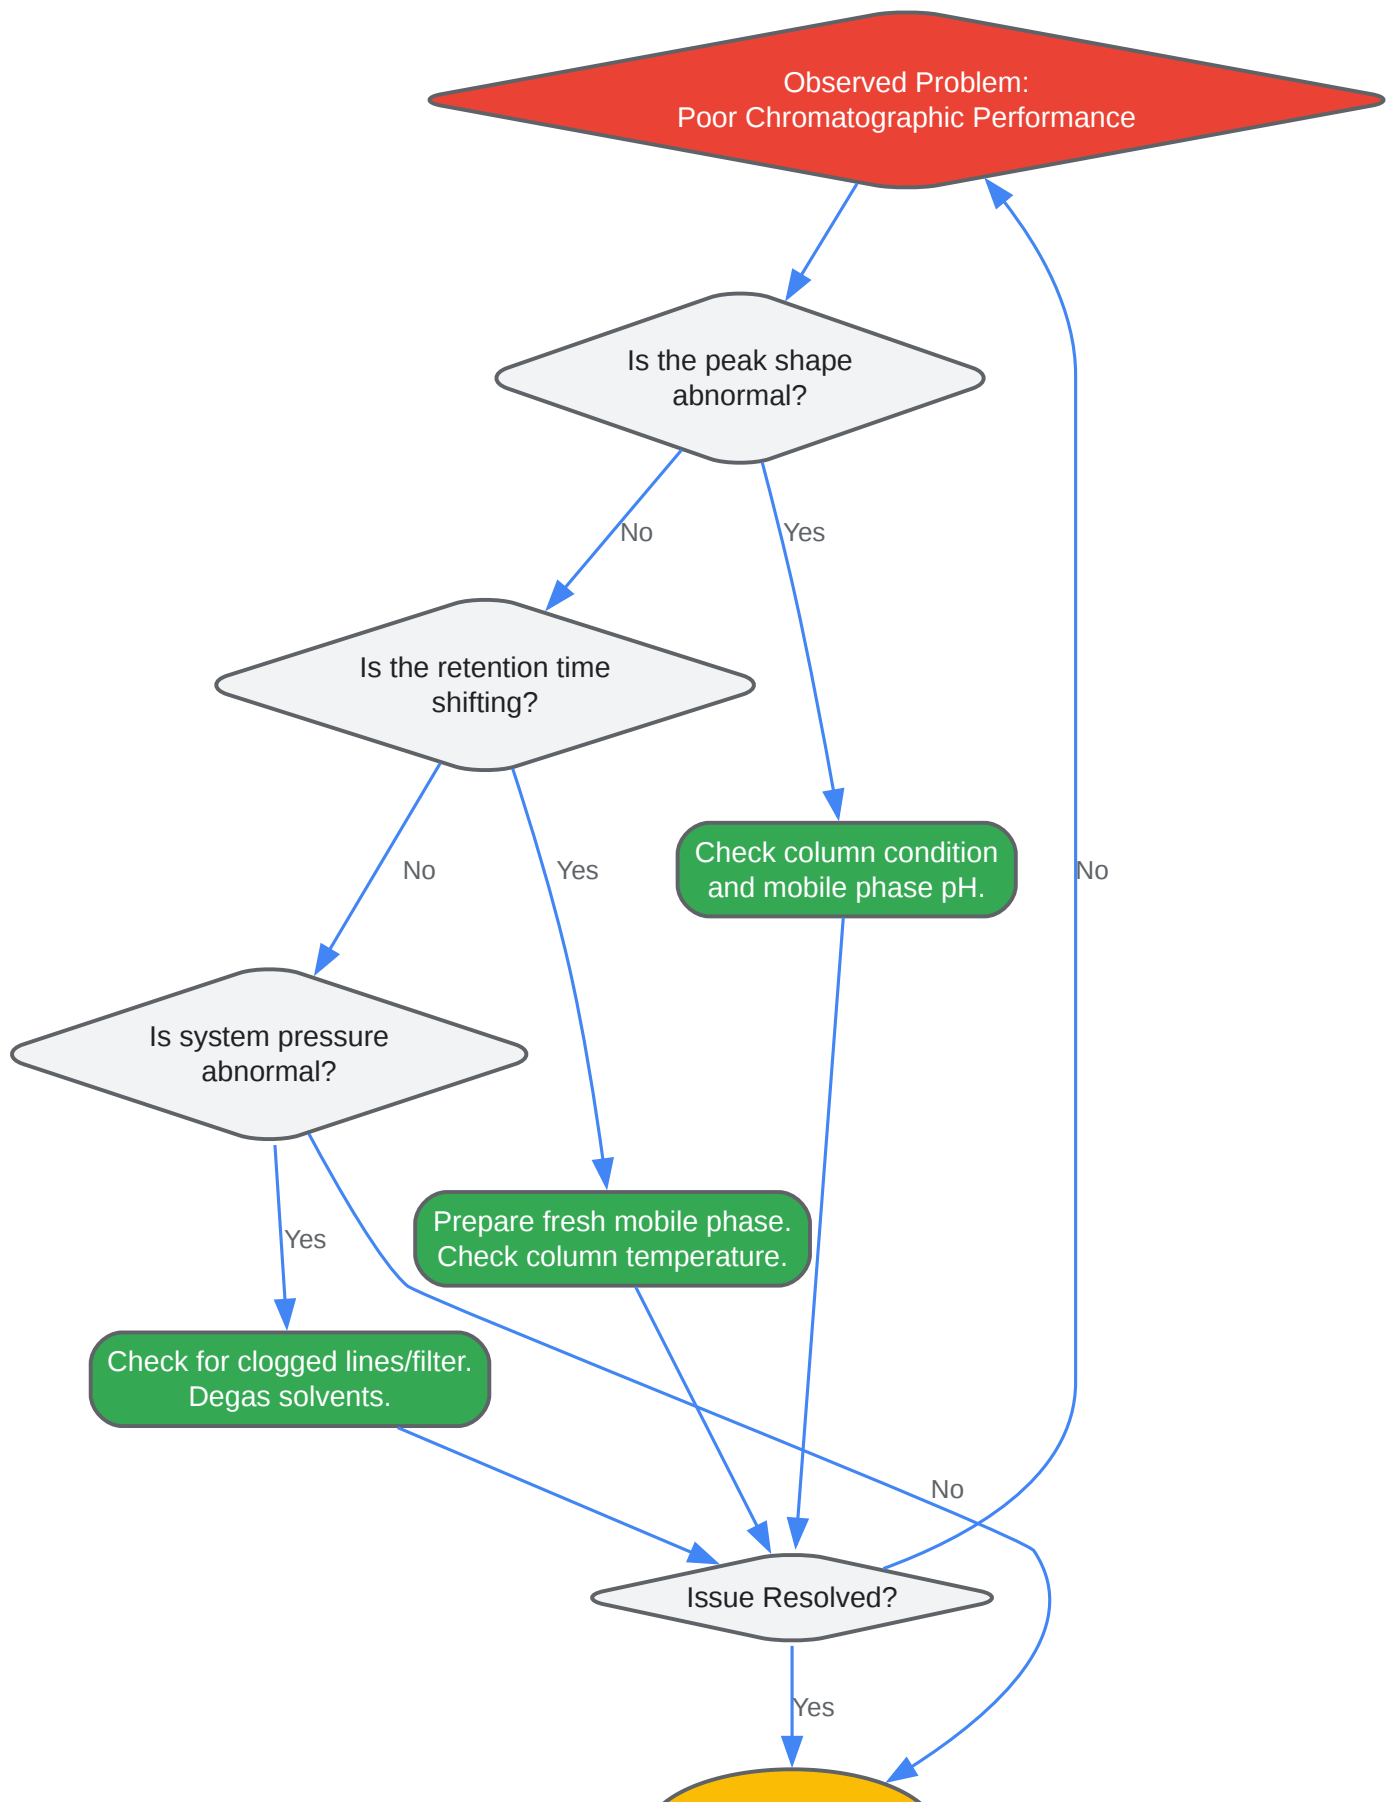 Observed Problem:
Poor Chromatographic Performance
Is the peak shape
abnormal?
No
Yes
Is the retention time
shifting?
No
Yes
Check column condition
and mobile phase pH.
No
Is system pressure
abnormal?
Yes
Prepare fresh mobile phase.
Check column temperature.
Check for clogged lines/filter.
Degas solvents.
No
Issue Resolved?
Yes